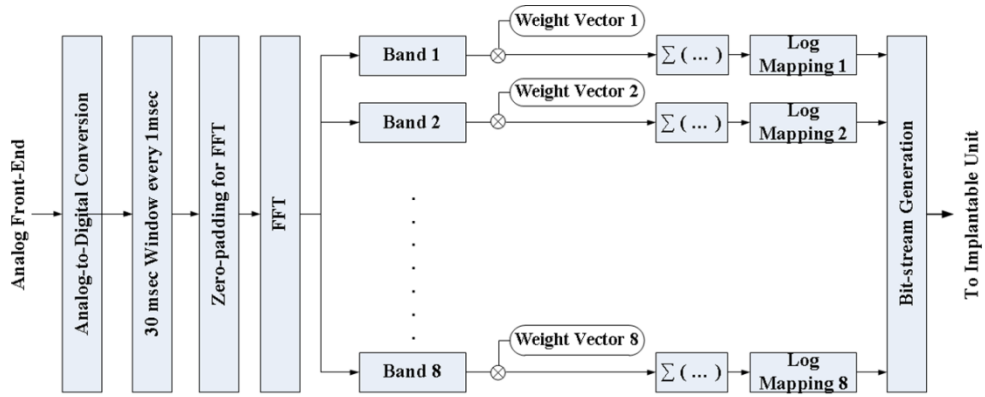 Analog Front-End
Analog-to-Digital Conversion
30 msec Window every 1msec
Zero-padding for FFT
FFT
Weight Vector 1
Band 1
∑ ( ... )
Log
Mapping 1
Weight Vector 2
Band 2
∑ ( ... )
Log
Mapping 2
Weight Vector 8
Band 8
∑ ( ... )
Log
Mapping 8
Bit-stream Generation
To Implantable Unit